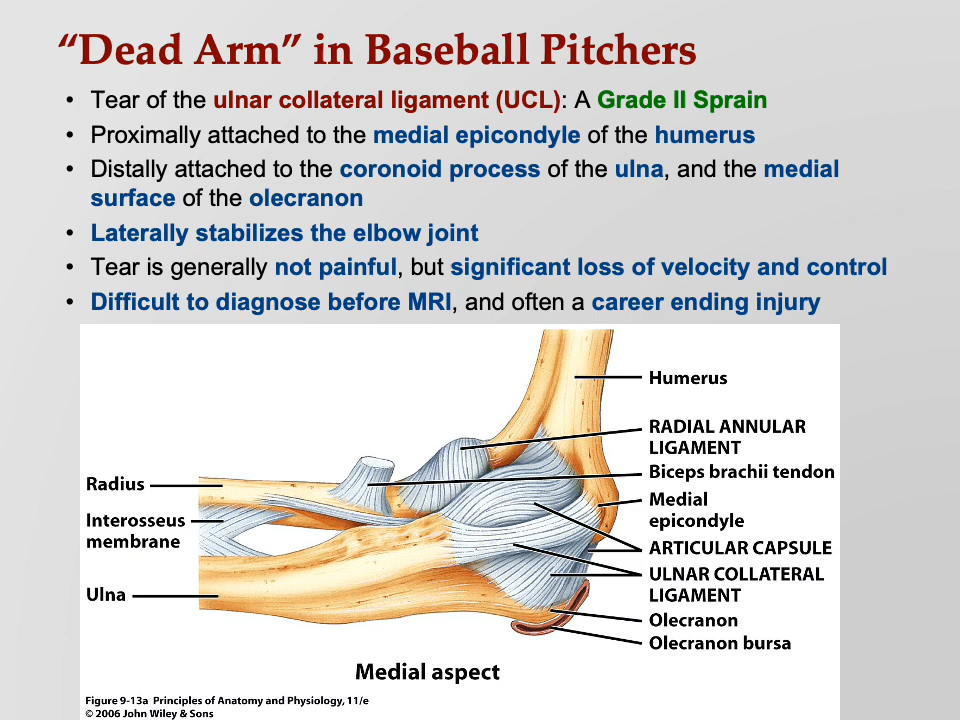 “Dead Arm” in Baseball Pitchers
• Tear of the ulnar collateral ligament (UCL): A Grade II Sprain
• Proximally attached to the medial epicondyle of the humerus
• Distally attached to the coronoid process of the ulna, and the medial
surface of the olecranon
• Laterally stabilizes the elbow joint
• Tear is generally not painful, but significant loss of velocity and control
• Difficult to diagnose before MRI, and often a career ending injury
Humerus
RADIAL ANNULAR
LIGAMENT
Biceps brachii tendon
Radius
Medial
epicondyle
Interosseus
membrane
ARTICULAR CAPSULE
ULNAR COLLATERAL
LIGAMENT
Ulna
Olecranon
Olecranon bursa
Medial aspect
Figure 9-13a Principles of Anatomy and Physiology, 11/e
© 2006 John Wiley & Sons